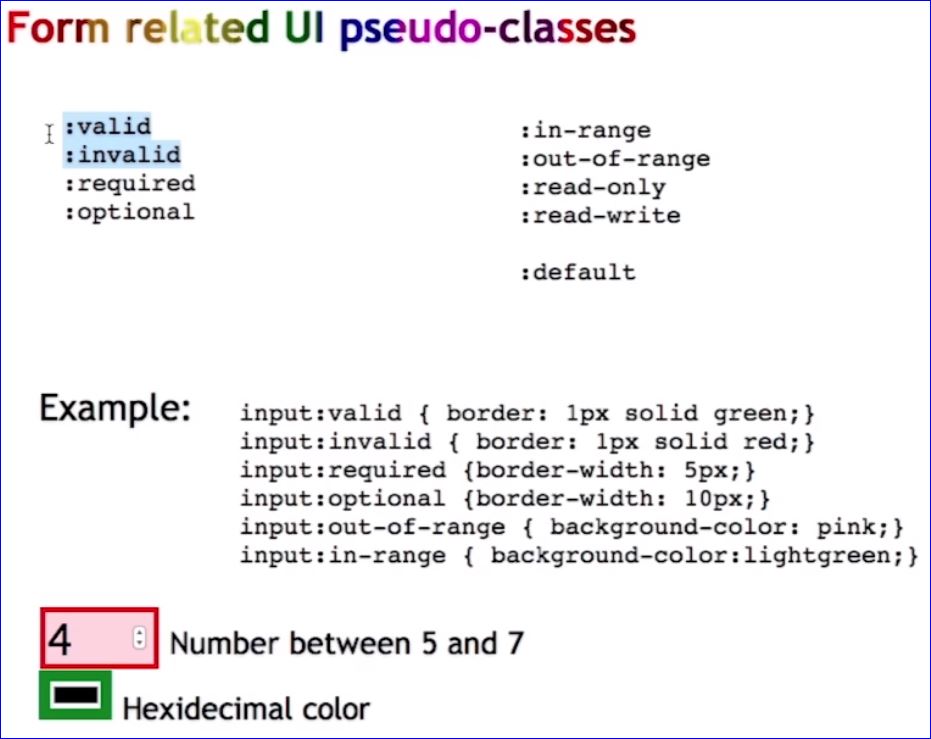 Form related UI pseudo-classes
:valid
:invalid
:required
:optional
:in-range
:out-of-range
:read-only
:read-write
:default
Example:
input:valid { border: 1px solid green;}
input:invalid { border: 1px solid red;}
input:required {border-width: 5px;}
input:optional {border-width: 10px;}
input:out-of-range { background-color: pink;}
input:in-range { background-color:lightgreen;}
4 Number between 5 and 7
Hexidecimal color